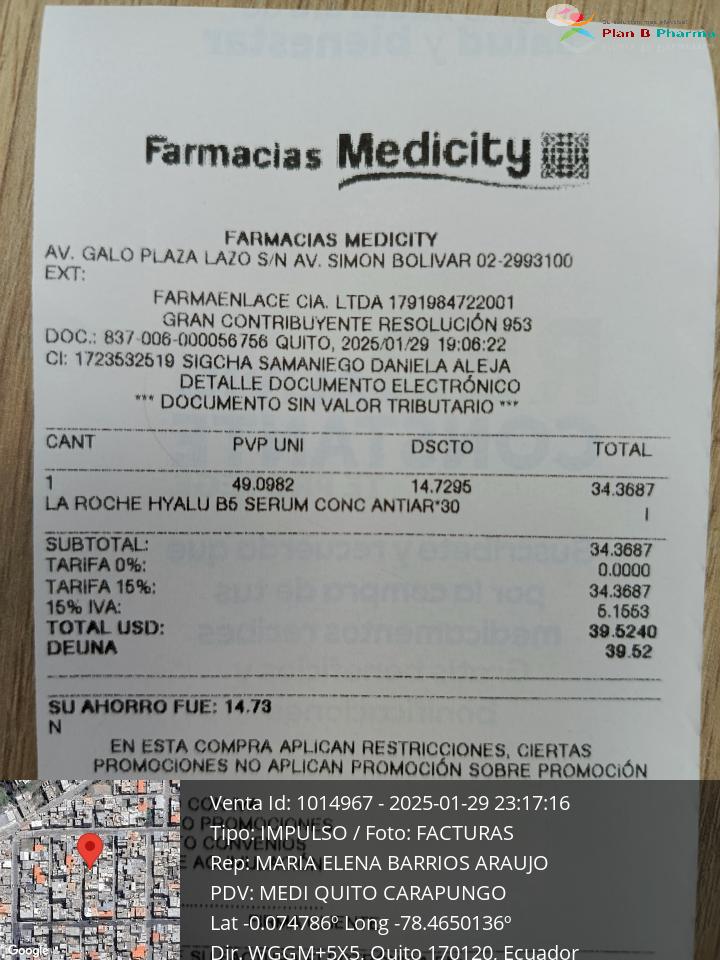 Plan B Pharma
Farmacias Medicity
FARMACIAS MEDICITY
AV. GALO PLAZA LAZO S/N AV. SIMON BOLIVAR 02-2993100
EXT:
FARMAENLACE CIA. LTDA 1791984722001
GRAN CONTRIBUYENTE RESOLUCIÓN 953
DOC.: 837-006-000056756 QUITO, 2025/01/29 19:06:22
CI: 1723532519 SIGCHA SAMANIEGO DANIELA ALEJA
DETALLE DOCUMENTO ELECTRÓNICO
*** DOCUMENTO SIN VALOR TRIBUTARIO ***
CANT PVP UNI DSCTO TOTAL
1 49.0982 14.7295 34.3687
LA ROCHE HYALU B5 SERUM CONC ANTIAR*30 I
SUBTOTAL: 34.3687
TARIFA 0%: 0.0000
TARIFA 15%: 34.3687
15% IVA: 5.1553
TOTAL USD: 39.5240
DEUNA 39.52
SU AHORRO FUE: 14.73
N
EN ESTA COMPRA APLICAN RESTRICCIONES, CIERTAS
PROMOCIONES NO APLICAN PROMOCIÓN SOBRE PROMOCIÓN
Venta Id: 1014967 - 2025-01-29 23:17:16
Tipo: IMPULSO / Foto: FACTURAS
Rep: MARÍA ELENA BARRIOS ARAUJO
PDV: MEDI QUITO CARAPUNGO
Lat -0.074786º Long -78.4650136º
Dir. WGGM+5X5, Quito 170120, Ecuador
Google